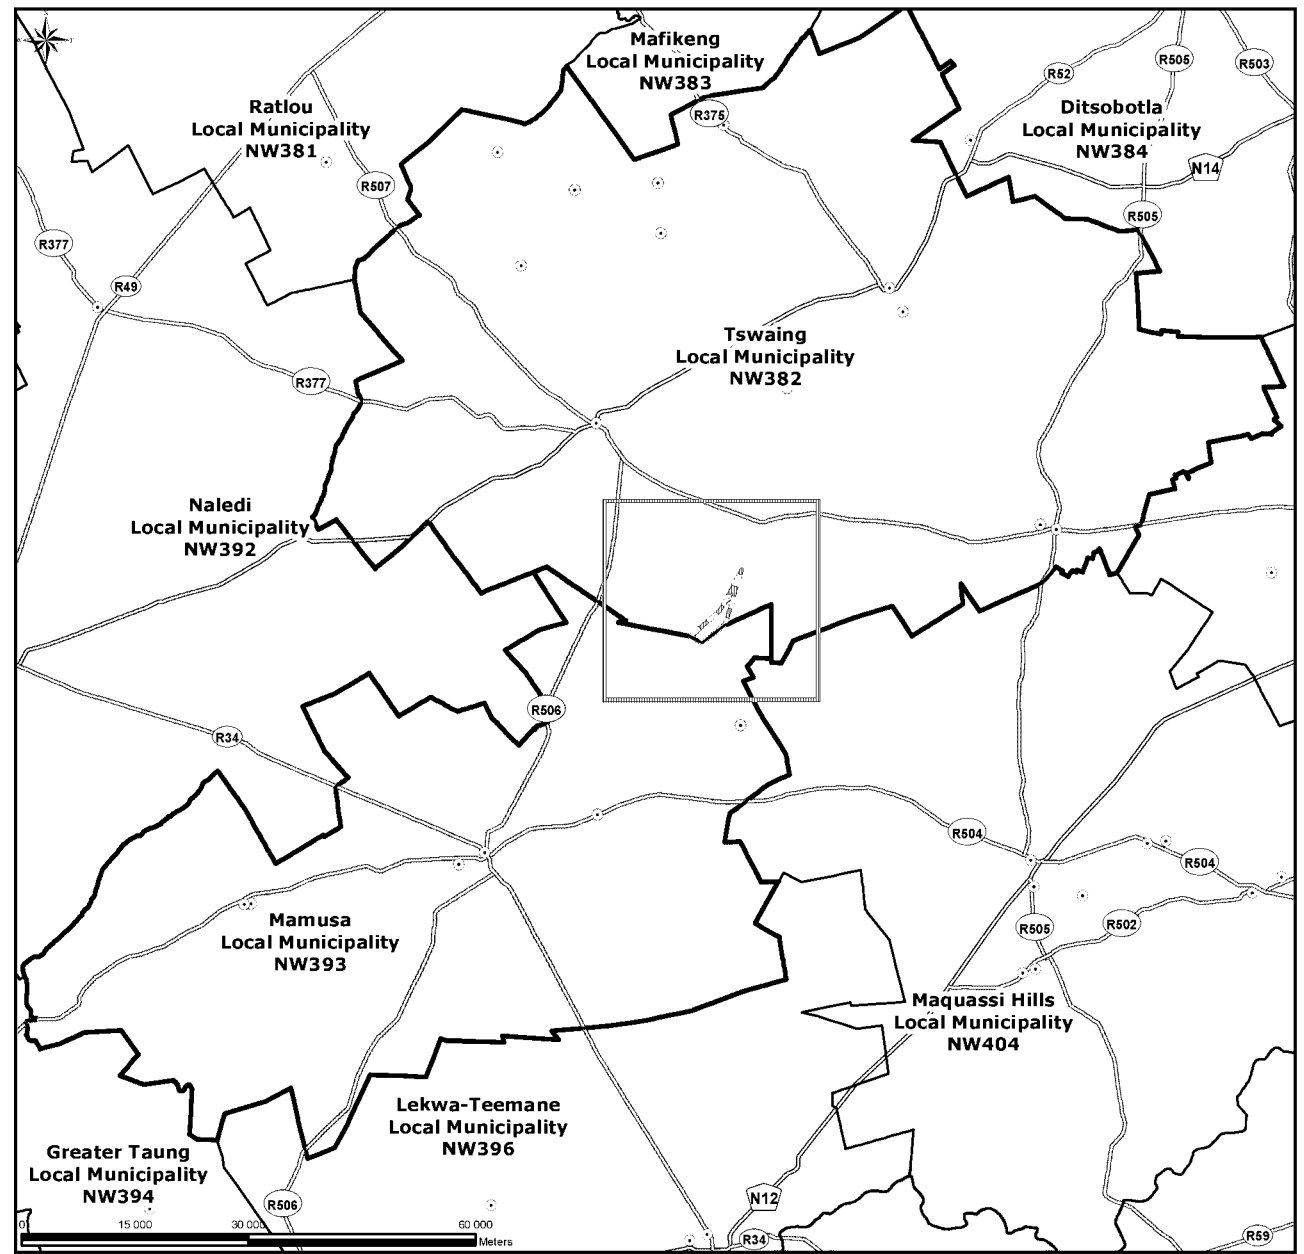 Mafikeng
Local Municipality
NW383
R52
R505
R503
Ratlou
Local Municipality
NW381
R375
Ditsobotla
Local Municipality
NW384
N14
R507
R505
R377
R49
Tswaing
Local Municipality
NW382
R377
Naledi
Local Municipality
NW392
R506
R34
R504
R504
Mamusa
Local Municipality
NW393
R505
R502
Maquassi Hills
Local Municipality
NW404
Lekwa-Teemane
Local Municipality
NW396
Greater Taung
Local Municipality
NW394
R506
N12
R34
R59
0 15 000 30 000 60 000
Meters